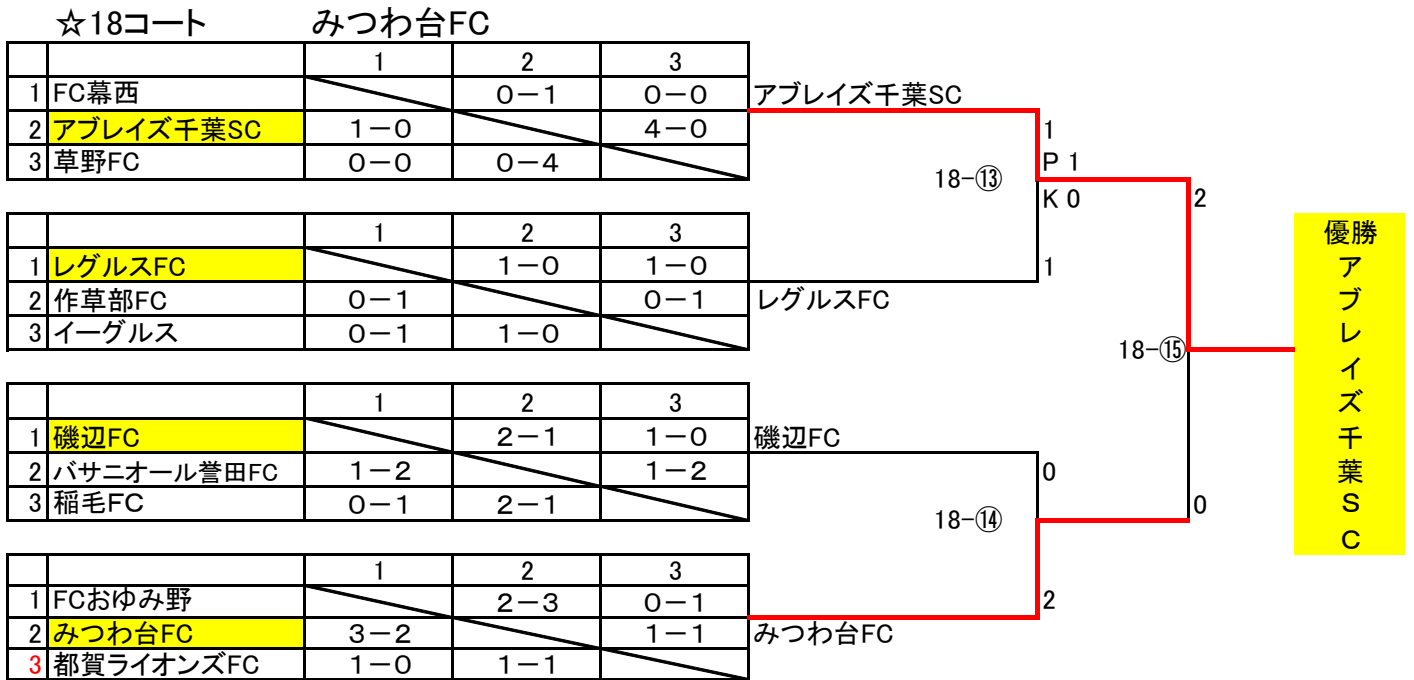 ☆18コート みつわ台FC
1 2 3
1 FC幕西 0－1 0－0
2 アブレイズ千葉SC 1－0 4－0
3 草野FC 0－0 0－4
1 2 3
1 レグルスFC 1－0 1－0
2 作草部FC 0－1 0－1
3 イーグルス 0－1 1－0
1 2 3
1 磯辺FC 2－1 1－0
2 バサニオール誉田FC 1－2 1－2
3 稲毛FC 0－1 2－1
1 2 3
1 FCおゆみ野 2－3 0－1
2 みつわ台FC 3－2 1－1
3 都賀ライオンズFC 1－0 1－1
アブレイズ千葉SC
1
P 1
18-⑬
K 0
1
レグルスFC
磯辺FC
0
18-⑭
2
みつわ台FC
2
18-⑮
0
優勝
ア
ブ
レ
イ
ズ
千
葉
S
C